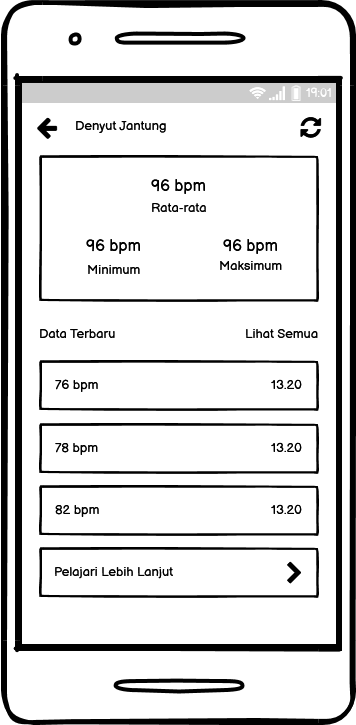 19:01
Denyut Jantung
96 bpm
Rata-rata
96 bpm 96 bpm
Minimum Maksimum
Data Terbaru Lihat Semua
76 bpm 13.20
78 bpm 13.20
82 bpm 13.20
Pelajari Lebih Lanjut